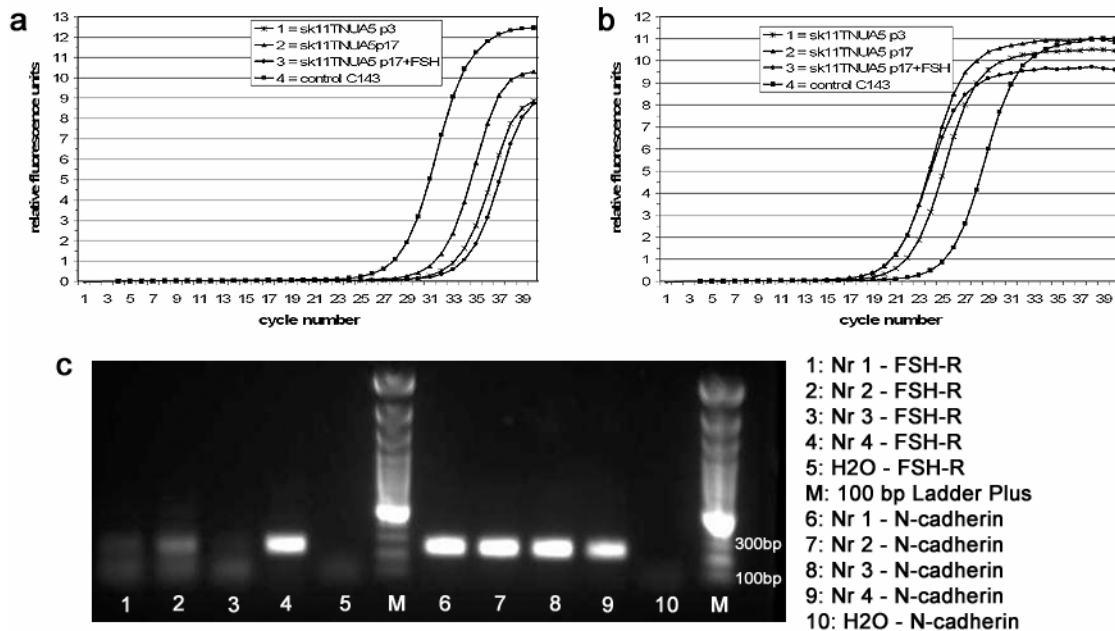 a
relative fluorescence units
13
12
11
10
9
8
7
6
5
4
3
2
1
0
1 = sk11TNUA5 p3
2 = sk11TNUA5p17
3 = sk11TNUA5 p17+FSH
4 = control C143
1 3 5 7 9 11 13 15 17 19 21 23 25 27 29 31 33 35 37 39
cycle number
b
relative fluorescence units
12
11
10
9
8
7
6
5
4
3
2
1
0
1 = sk11TNUA5 p3
2 = sk11TNUA5 p17
3 = sk11TNUA5 p17+FSH
4 = control C143
1 3 5 7 9 11 13 15 17 19 21 23 25 27 29 31 33 35 37 39
cycle number
c
300bp
100bp
1 2 3 4 5 M 6 7 8 9 10 M
1: Nr 1 - FSH-R
2: Nr 2 - FSH-R
3: Nr 3 - FSH-R
4: Nr 4 - FSH-R
5: H2O - FSH-R
M: 100 bp Ladder Plus
6: Nr 1 - N-cadherin
7: Nr 2 - N-cadherin
8: Nr 3 - N-cadherin
9: Nr 4 - N-cadherin
10: H2O - N-cadherin